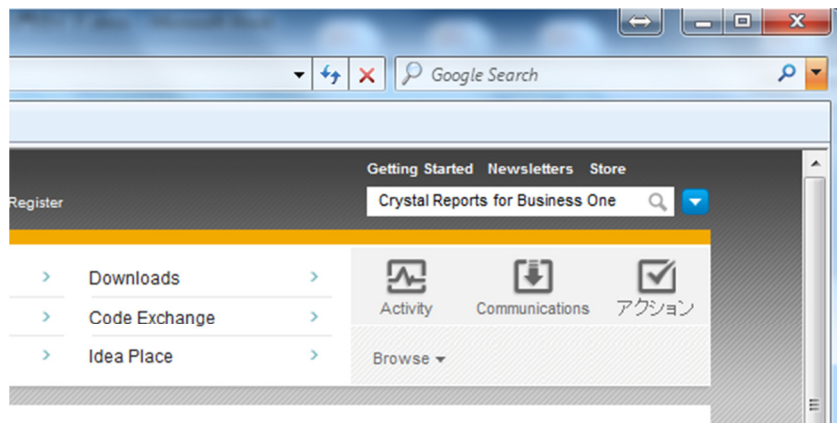 Google Search
Getting Started Newsletters Store
Register
Crystal Reports for Business One
Downloads
Code Exchange
Idea Place
Activity
Communications
アクション
Browse